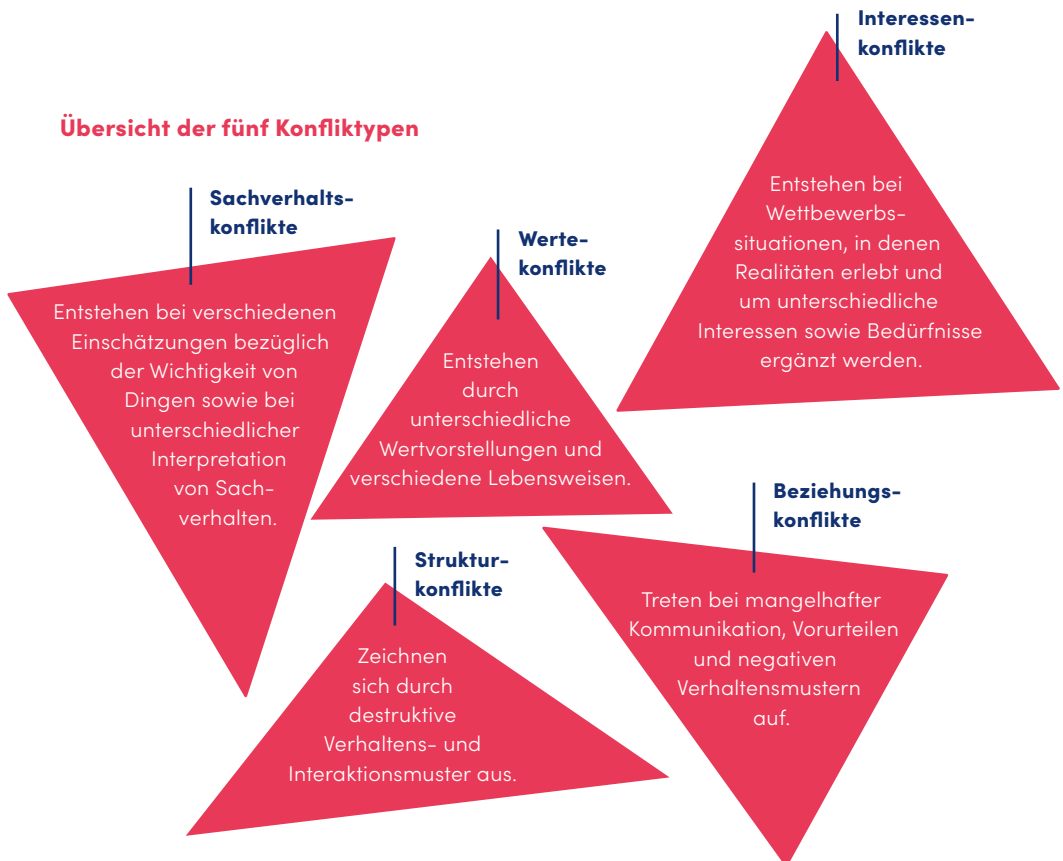 Übersicht der fünf Konfliktypen
Sachverhalts-
konflikte
Entstehen bei verschiedenen
Einschätzungen bezüglich
der Wichtigkeit von
Dingen sowie bei
unterschiedlicher
Interpretation
von Sach-
verhalten.
Werte-
konflikte
Entstehen
durch
unterschiedliche
Wertvorstellungen und
verschiedene Lebensweisen.
Interessen-
konflikte
Entstehen bei
Wettbewerbs-
situationen, in denen
Realitäten erlebt und
um unterschiedliche
Interessen sowie Bedürfnisse
ergänzt werden.
Struktur-
konflikte
Zeichnen
sich durch
destruktive
Verhaltens- und
Interaktionsmuster aus.
Beziehungs-
konflikte
Treten bei mangelhafter
Kommunikation, Vorurteilen
und negativen
Verhaltensmustern
auf.